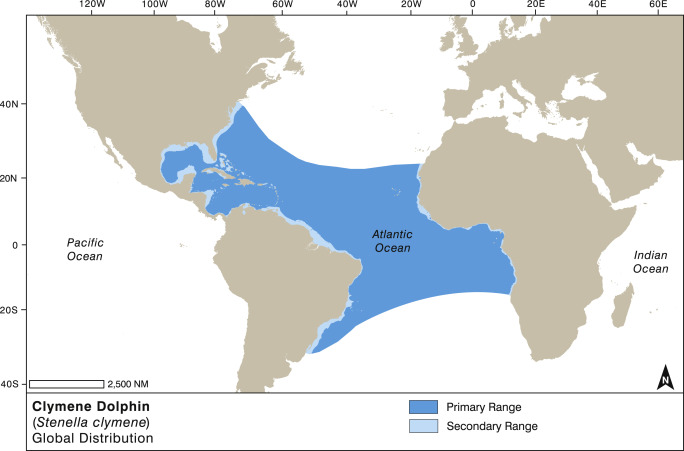 120W 100W 80W 60W 40W 20W 0 20E 40E 60E
40N
20N
0
20S
40S
Pacific
Ocean
Atlantic
Ocean
Indian
Ocean
2,500 NM
N
Clymene Dolphin
(Stenella clymene)
Global Distribution
Primary Range
Secondary Range